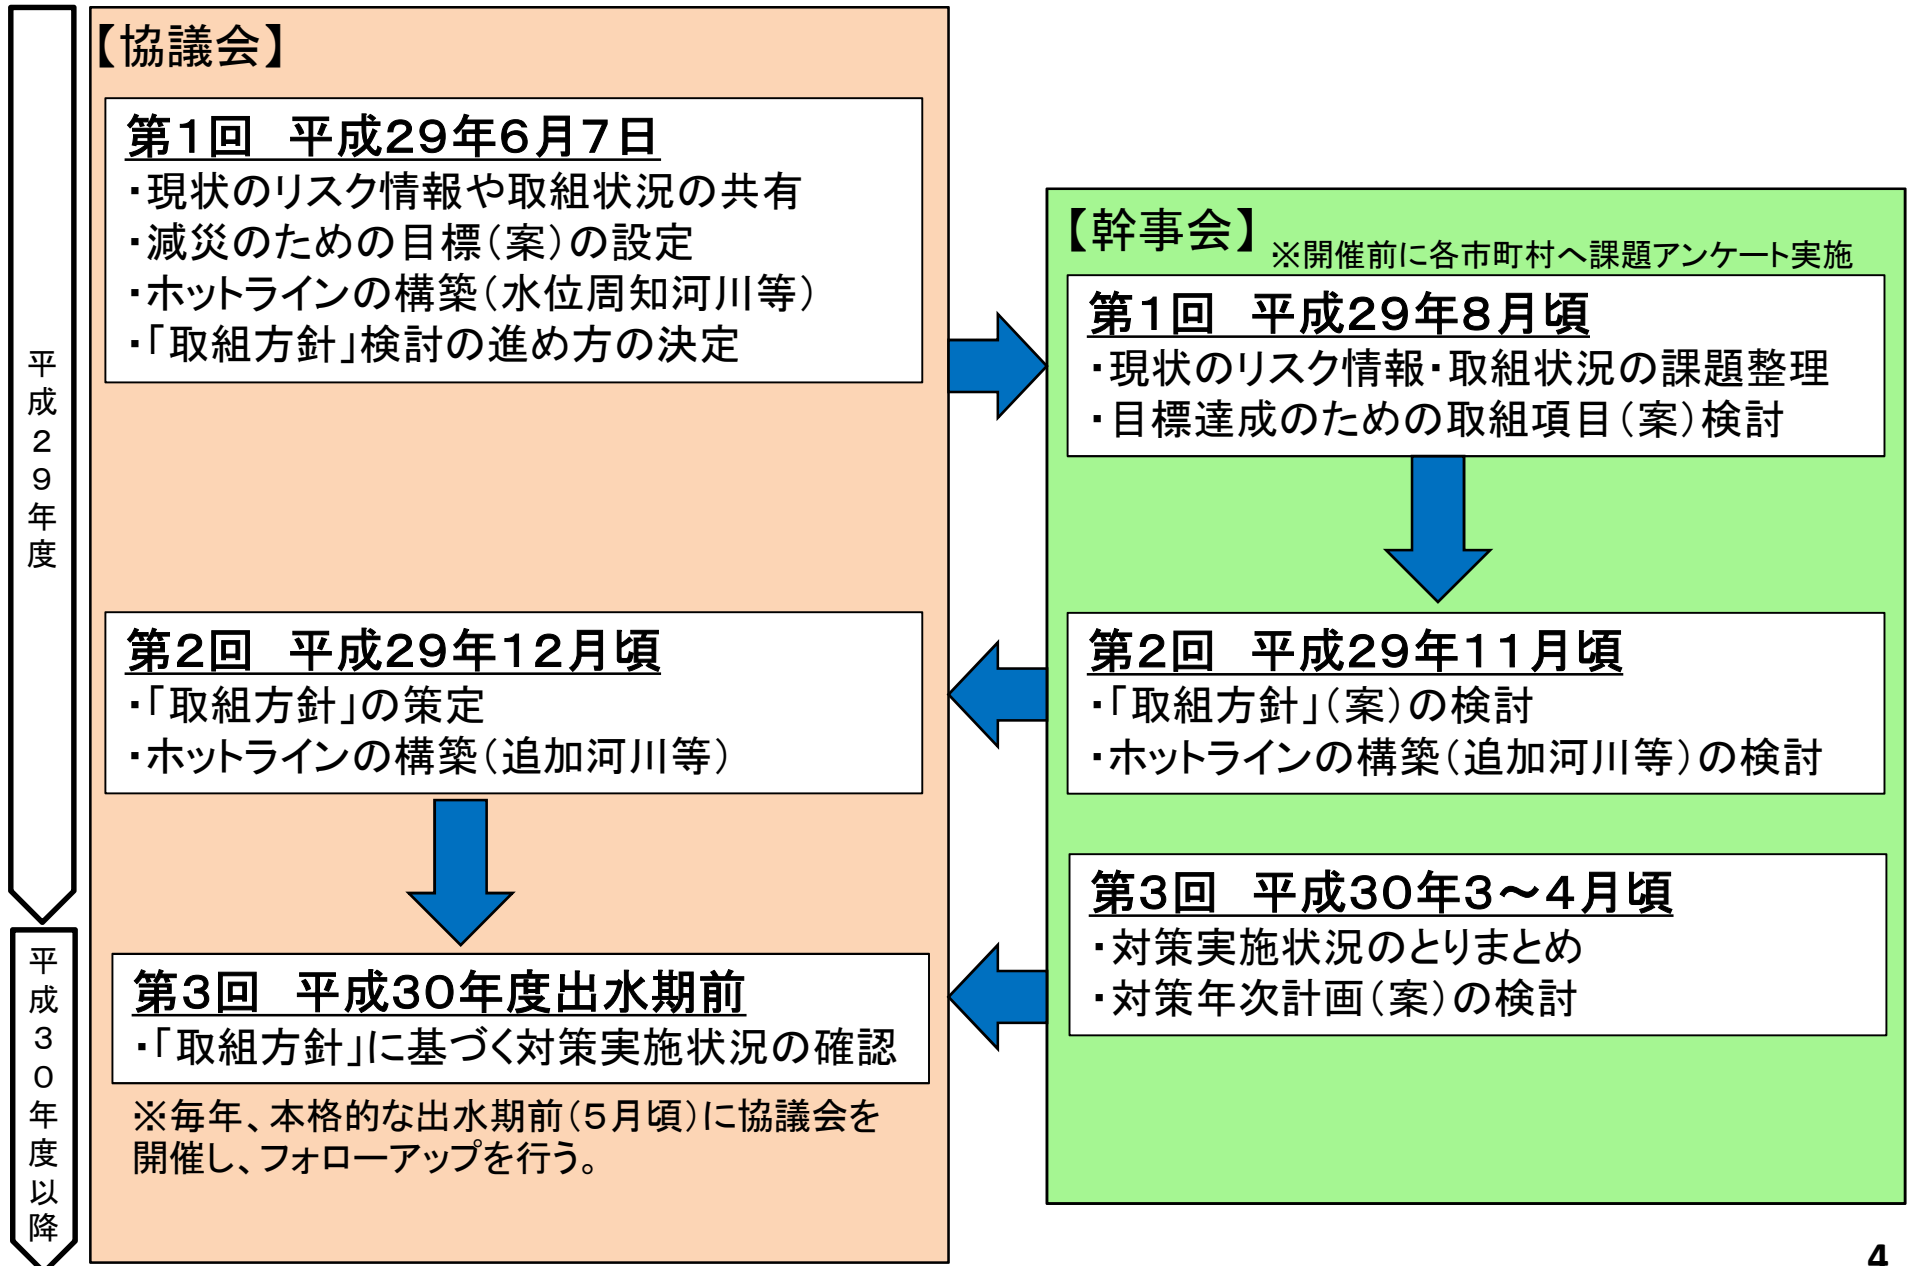 平成29年度
平成30年度以降
【協議会】
第1回　平成29年6月7日
・現状のリスク情報や取組状況の共有
・減災のための目標(案)の設定
・ホットラインの構築(水位周知河川等)
・「取組方針」検討の進め方の決定
第2回　平成29年12月頃
・「取組方針」の策定
・ホットラインの構築(追加河川等)
第3回　平成30年度出水期前
・「取組方針」に基づく対策実施状況の確認
※毎年、本格的な出水期前(5月頃)に協議会を
開催し、フォローアップを行う。
【幹事会】※開催前に各市町村へ課題アンケート実施
第1回　平成29年8月頃
・現状のリスク情報・取組状況の課題整理
・目標達成のための取組項目(案)検討
第2回　平成29年11月頃
・「取組方針」(案)の検討
・ホットラインの構築(追加河川等)の検討
第3回　平成30年3～4月頃
・対策実施状況のとりまとめ
・対策年次計画(案)の検討
4